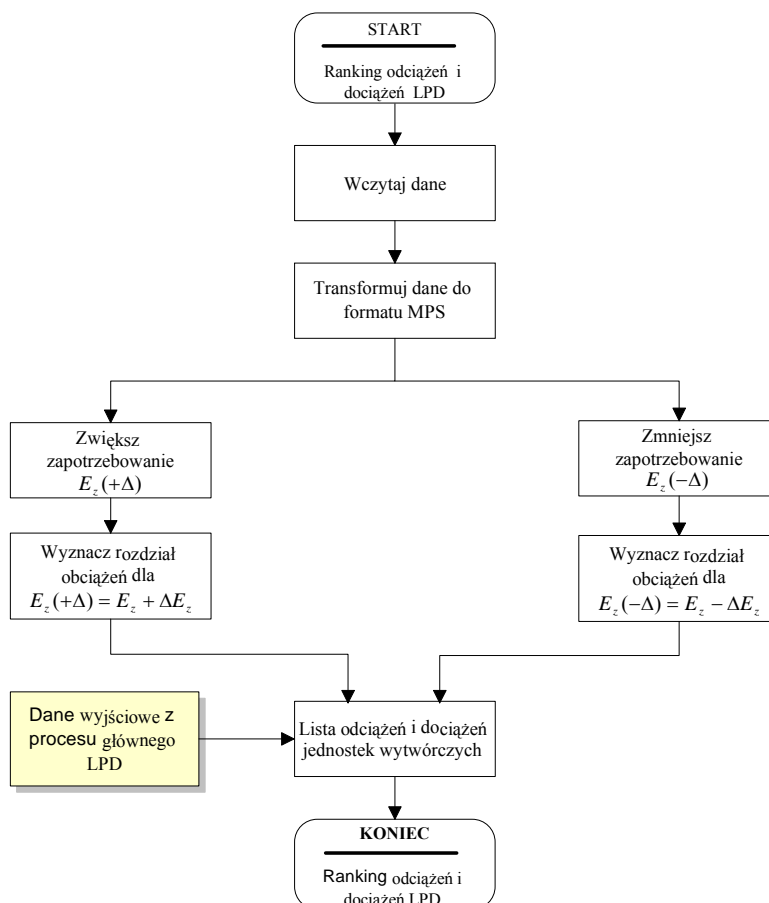 START
Ranking odciążeń i
dociążeń LPD
Wczytaj dane
Transformuj dane do
formatu MPS
Zwiększ
zapotrzebowanie
E_z(+Δ)
Zmniejsz
zapotrzebowanie
E_z(−Δ)
Wyznacz rozdział
obciążeń dla
E_z(+Δ) = E_z + ΔE_z
Wyznacz rozdział
obciążeń dla
E_z(−Δ) = E_z − ΔE_z
Dane wyjściowe z
procesu głównego
LPD
Lista odciążeń i dociążeń
jednostek wytwórczych
KONIEC
Ranking odciążeń i
dociążeń LPD